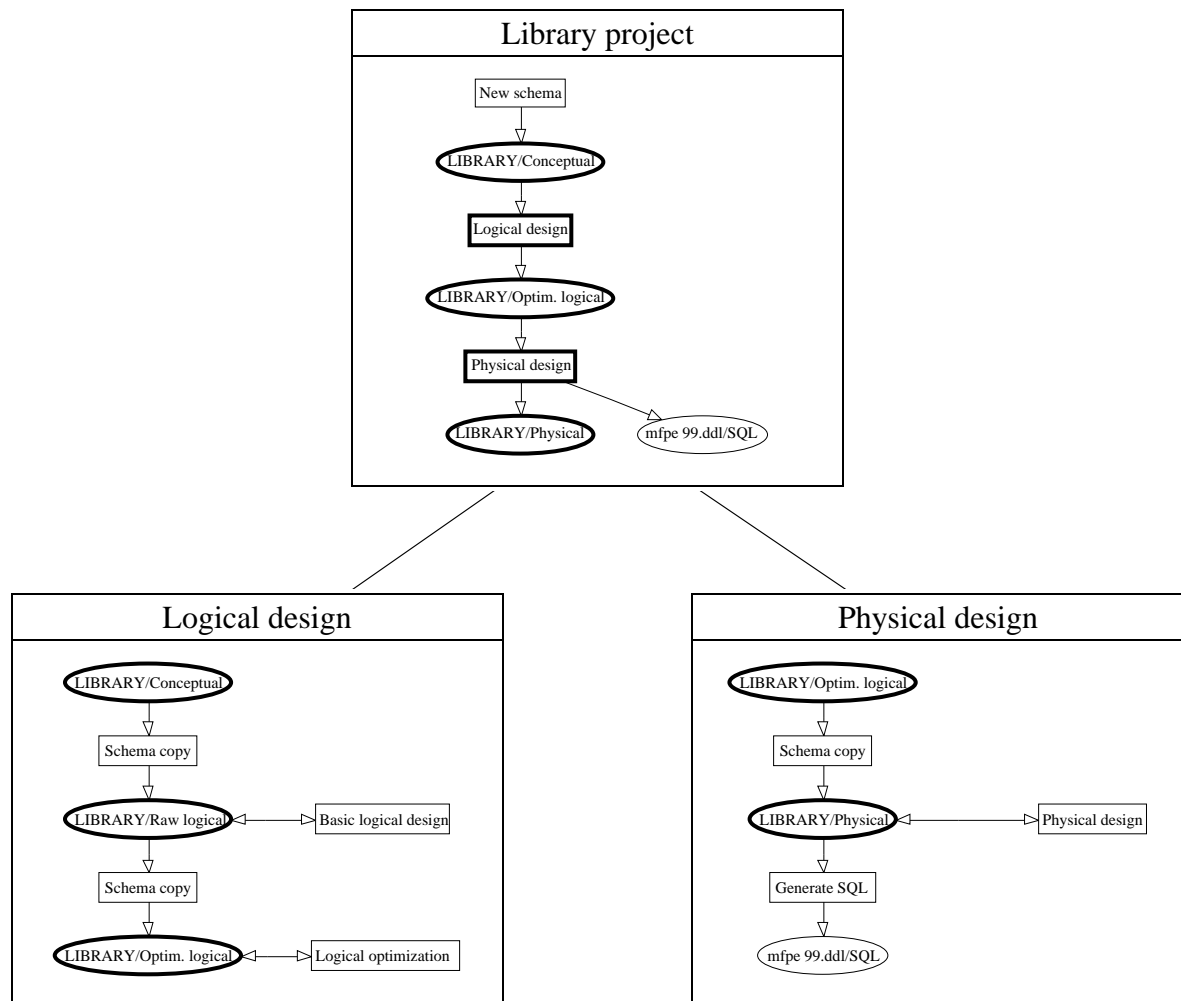 Library project
New schema
LIBRARY/Conceptual
Logical design
LIBRARY/Optim. logical
Physical design
LIBRARY/Physical
mfpe 99.ddl/SQL
Logical design
LIBRARY/Conceptual
Schema copy
LIBRARY/Raw logical
Basic logical design
Schema copy
LIBRARY/Optim. logical
Logical optimization
Physical design
LIBRARY/Optim. logical
Schema copy
LIBRARY/Physical
Physical design
Generate SQL
mfpe 99.ddl/SQL